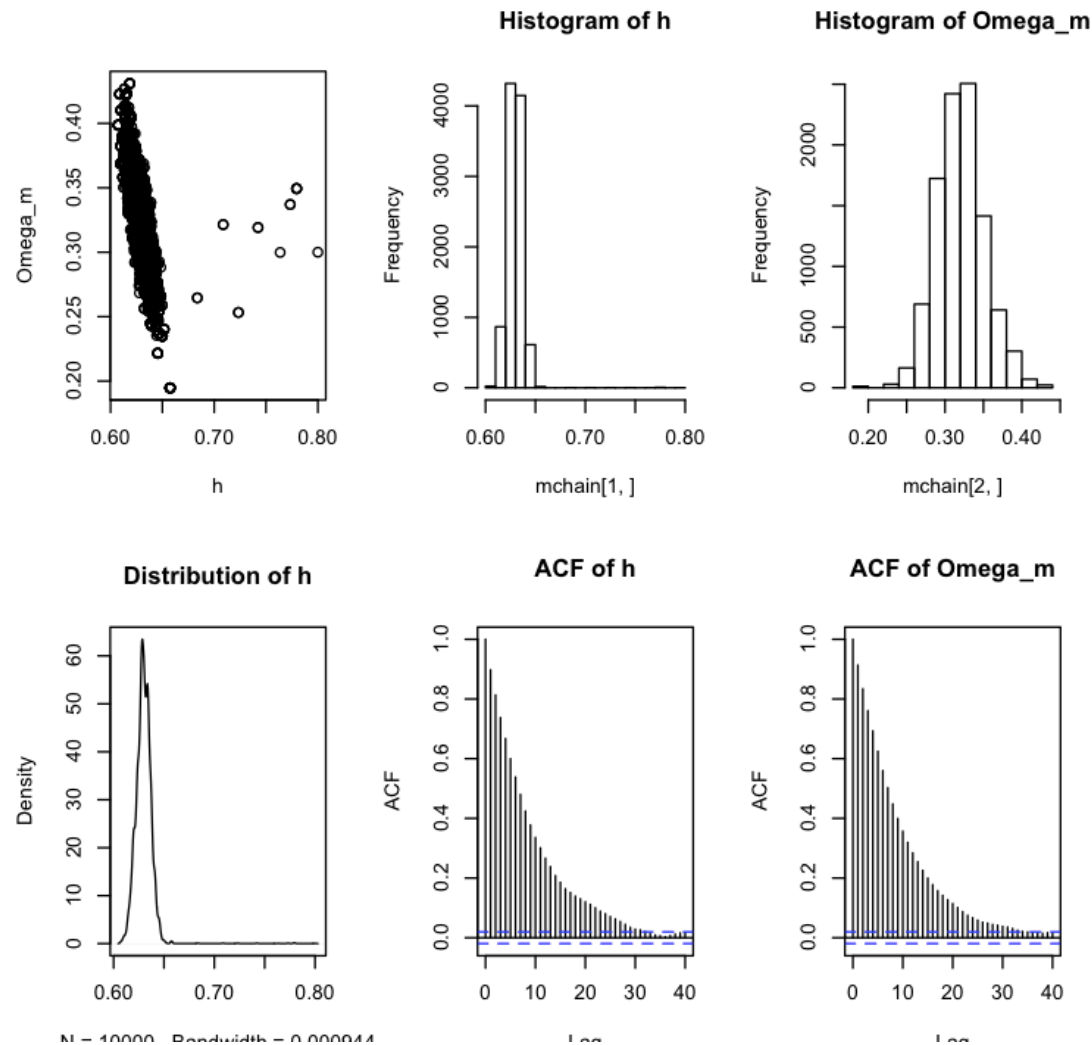 Histogram of h
Histogram of Omega_m
Omega_m
0.20 0.25 0.30 0.35 0.40
0.60 0.70 0.80
h
Frequency
0 1000 2000 3000 4000
0.60 0.70 0.80
mchain[1, ]
Frequency
0 500 1000 2000
0.20 0.30 0.40
mchain[2, ]
Distribution of h
ACF of h
ACF of Omega_m
Density
0 10 20 30 40 50 60
0.60 0.70 0.80
N = 10000 Bandwidth = 0.000944
ACF
0.0 0.2 0.4 0.6 0.8 1.0
0 10 20 30 40
Lag
ACF
0.0 0.2 0.4 0.6 0.8 1.0
0 10 20 30 40
Lag